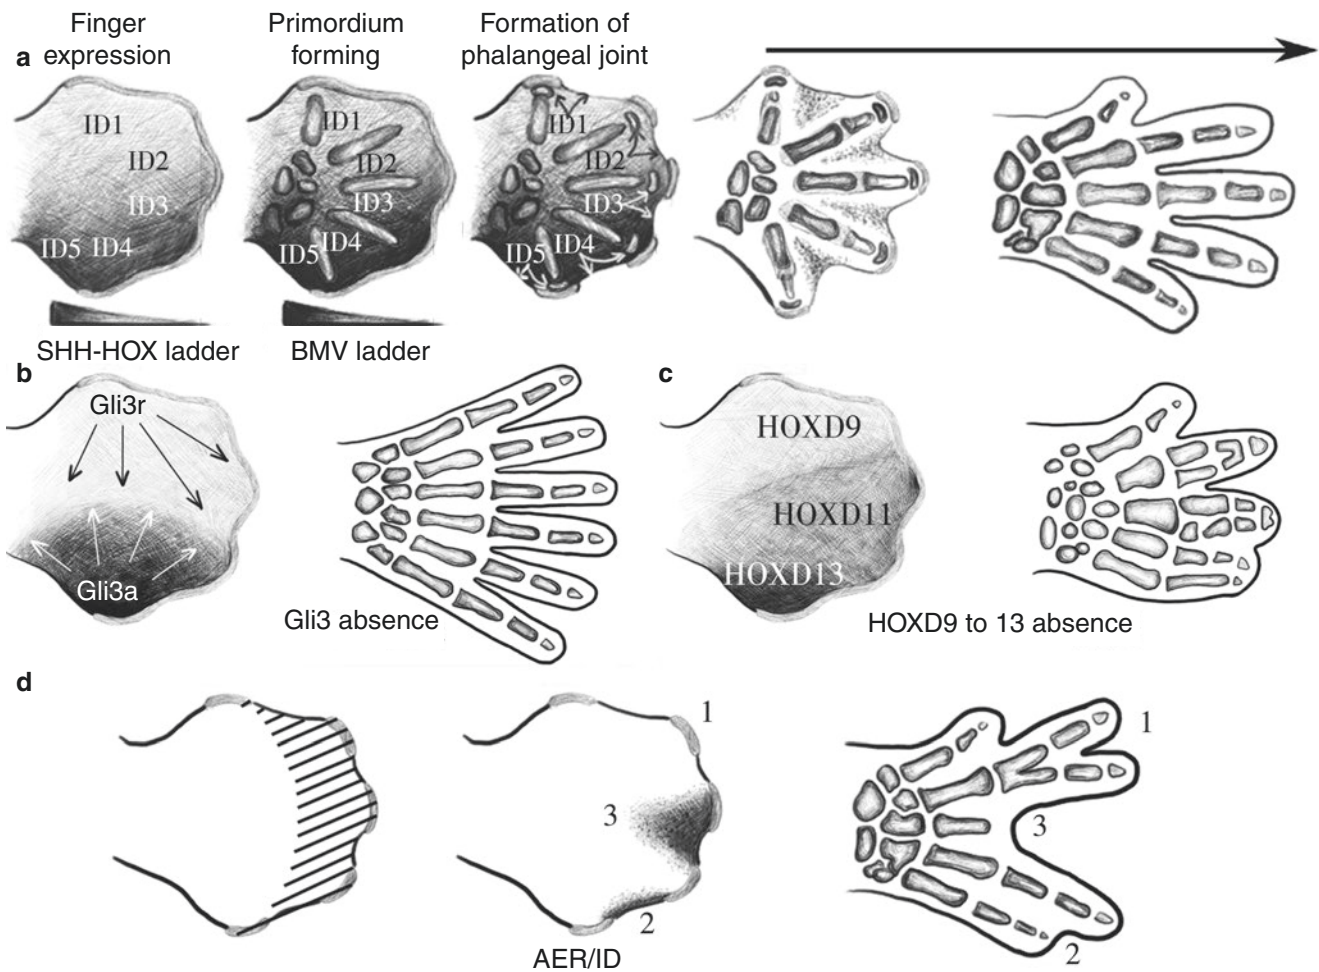 Finger
expression
Primordium
forming
Formation of
phalangeal joint
a
ID1
ID2
ID3
ID5 ID4
ID1
ID2
ID3
ID4
ID5
ID1
ID2
ID3
ID5 ID4
SHH-HOX ladder
BMV ladder
b
Gli3r
Gli3a
Gli3 absence
c
HOXD9
HOXD11
HOXD13
HOXD9 to 13 absence
d
1
3
2
AER/ID
1
3
2